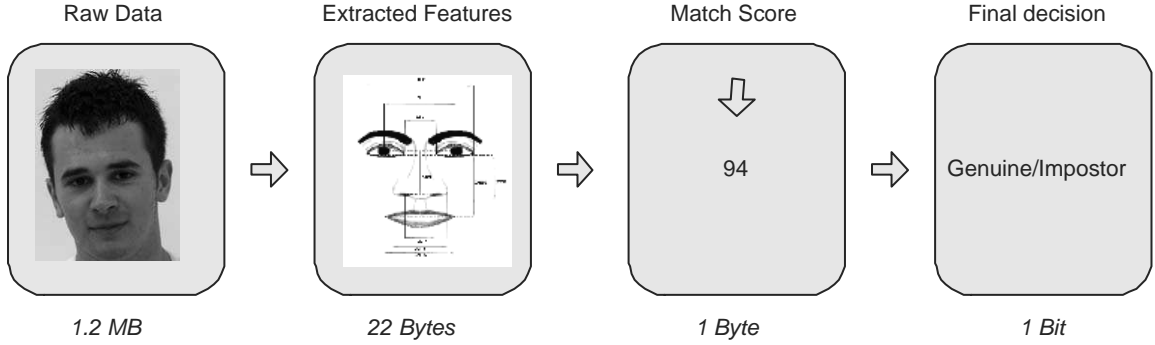 Raw Data
Extracted Features
Match Score
Final decision
94
Genuine/Impostor
1.2 MB
22 Bytes
1 Byte
1 Bit